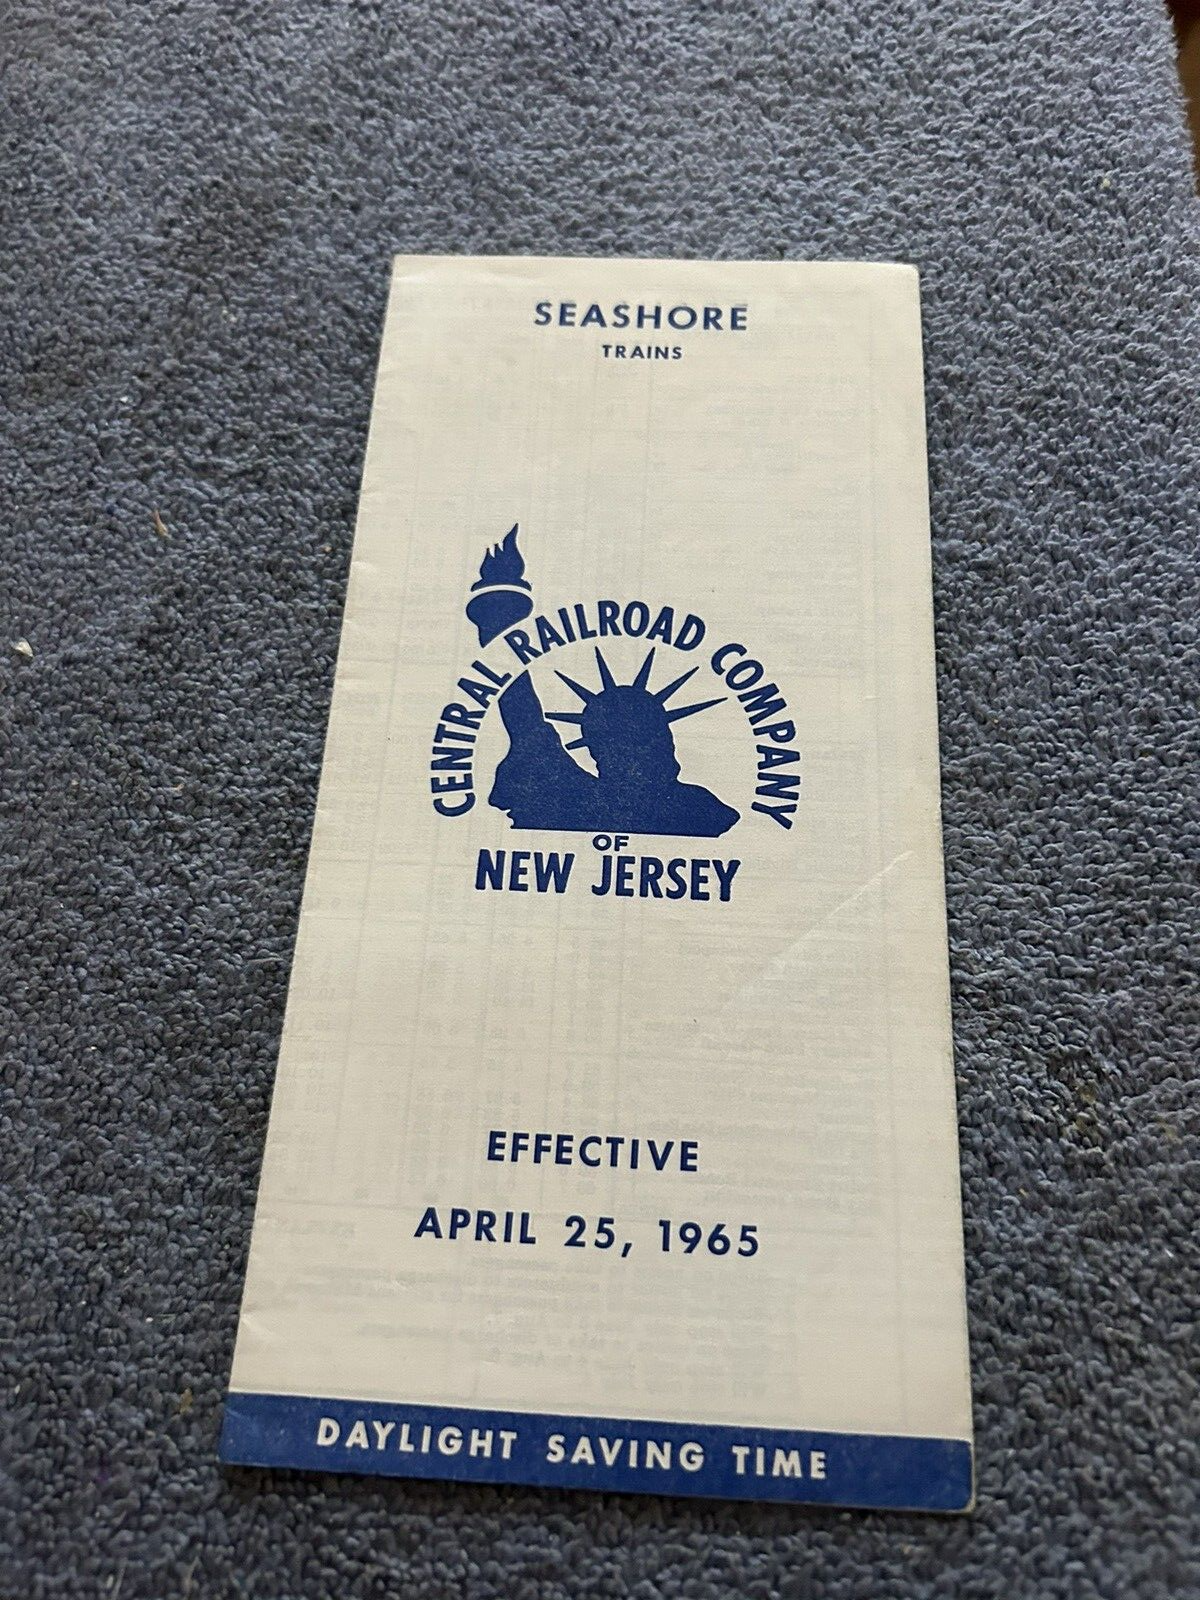 SEASHORE
TRAINS
CENTRAL RAILROAD COMPANY
OF
NEW JERSEY
EFFECTIVE
APRIL 25, 1965
DAYLIGHT SAVING TIME